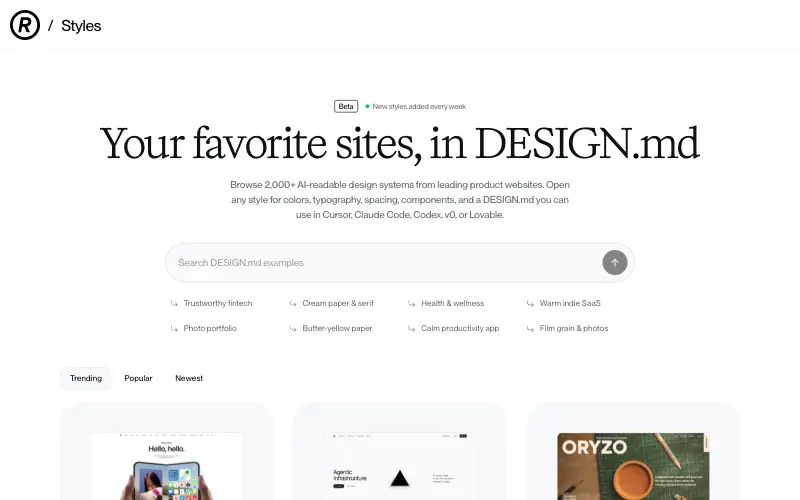 R / Styles
Beta New styles added every week
Your favorite sites, in DESIGN.md
Browse 2,000+ AI-readable design systems from leading product websites. Open
any style for colors, typography, spacing, components, and a DESIGN.md you can
use in Cursor, Claude Code, Codex, v0, or Lovable.
Search DESIGN.md examples
Trustworthy fintech
Cream paper & serif
Health & wellness
Warm indie SaaS
Photo portfolio
Butter-yellow paper
Calm productivity app
Film grain & photos
Trending
Popular
Newest
Hello, hello.
Agentic
Infrastructure
ORYZO